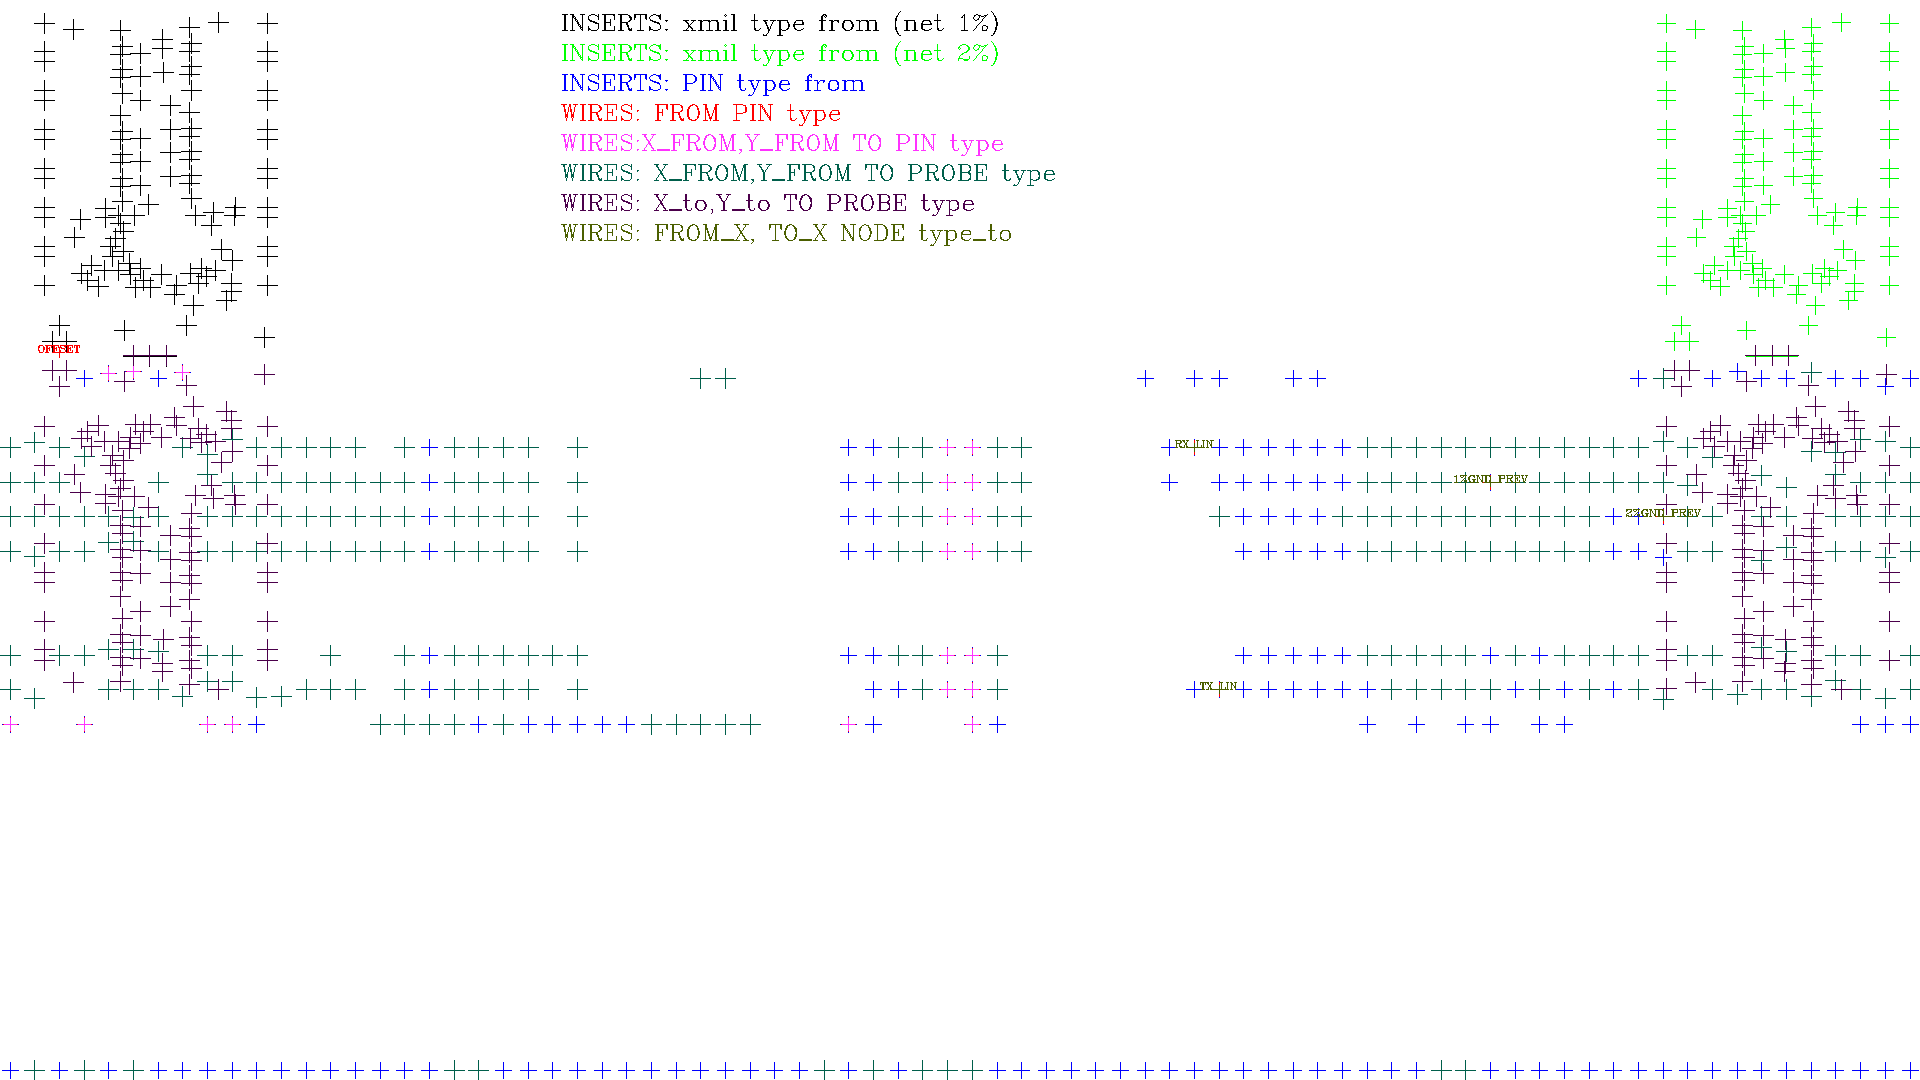 INSERTS: xmil type from (net 1%)
INSERTS: xmil type from (net 2%)
INSERTS: PIN type from
WIRES: FROM PIN type
WIRES:X_FROM,Y_FROM TO PIN type
WIRES: X_FROM,Y_FROM TO PROBE type
WIRES: X_to,Y_to TO PROBE type
WIRES: FROM_X, TO_X NODE type_to
OFFSET
RX_LIN
1%GND_PREV
2%GND_PREV
TX_LIN